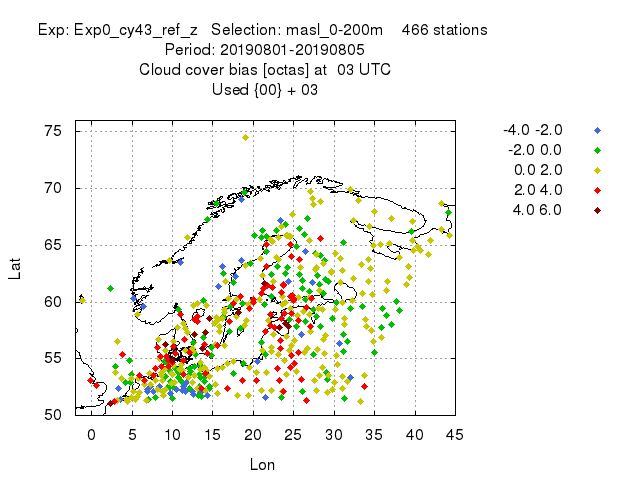 Exp: Exp0_cy43_ref_z   Selection: masl_0-200m    466 stations
Period: 20190801-20190805
Cloud cover bias [octas] at  03 UTC
Used {00} + 03
-4.0 -2.0
-2.0 0.0
0.0 2.0
2.0 4.0
4.0 6.0
Lat
75
70
65
60
55
50
0 5 10 15 20 25 30 35 40 45
Lon